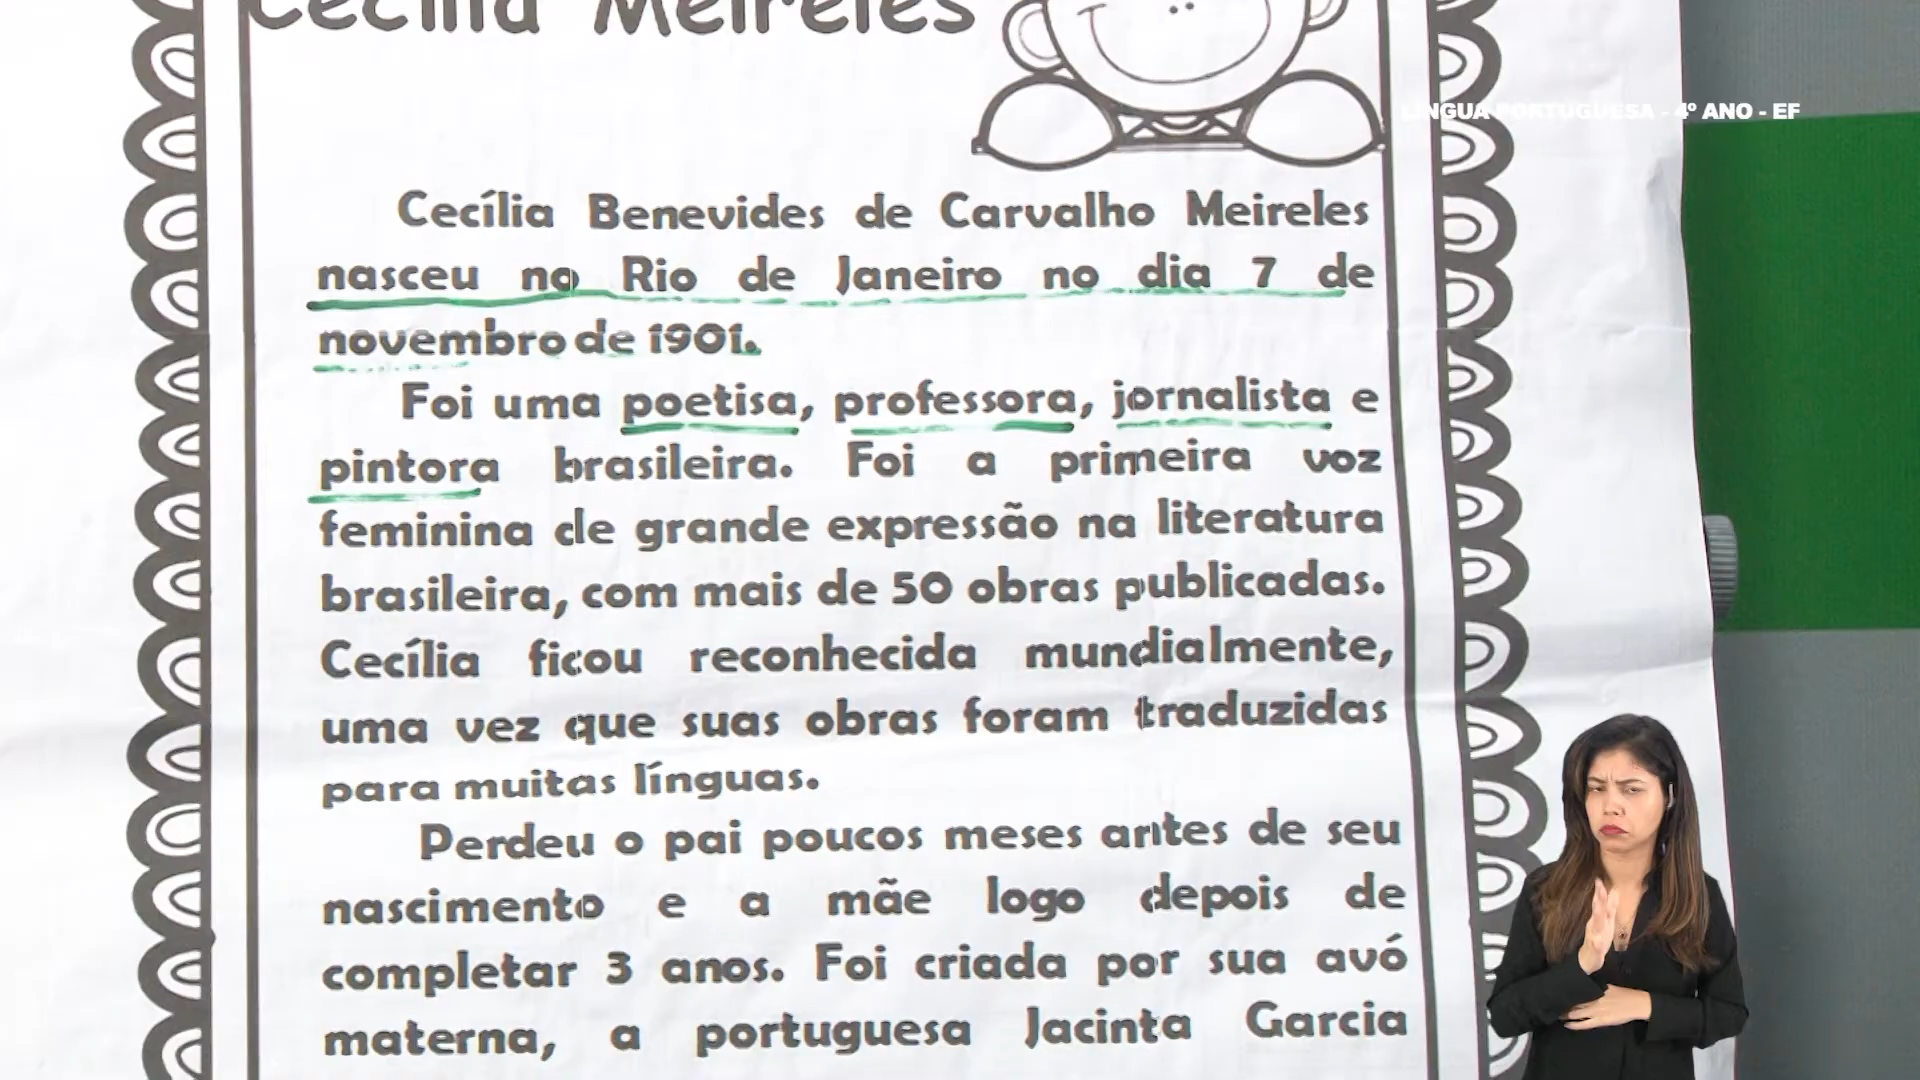 Cecília Meireles
LÍNGUA PORTUGUESA - 4º ANO - EF
Cecília Benevides de Carvalho Meireles
nasceu no Rio de Janeiro no dia 7 de
novembro de 1901.
Foi uma poetisa, professora, jornalista e
pintora brasileira. Foi a primeira voz
feminina de grande expressão na literatura
brasileira, com mais de 50 obras publicadas.
Cecília ficou reconhecida mundialmente,
uma vez que suas obras foram traduzidas
para muitas línguas.
Perdeu o pai poucos meses antes de seu
nascimento e a mãe logo depois de
completar 3 anos. Foi criada por sua avó
materna, a portuguesa Jacinta Garcia